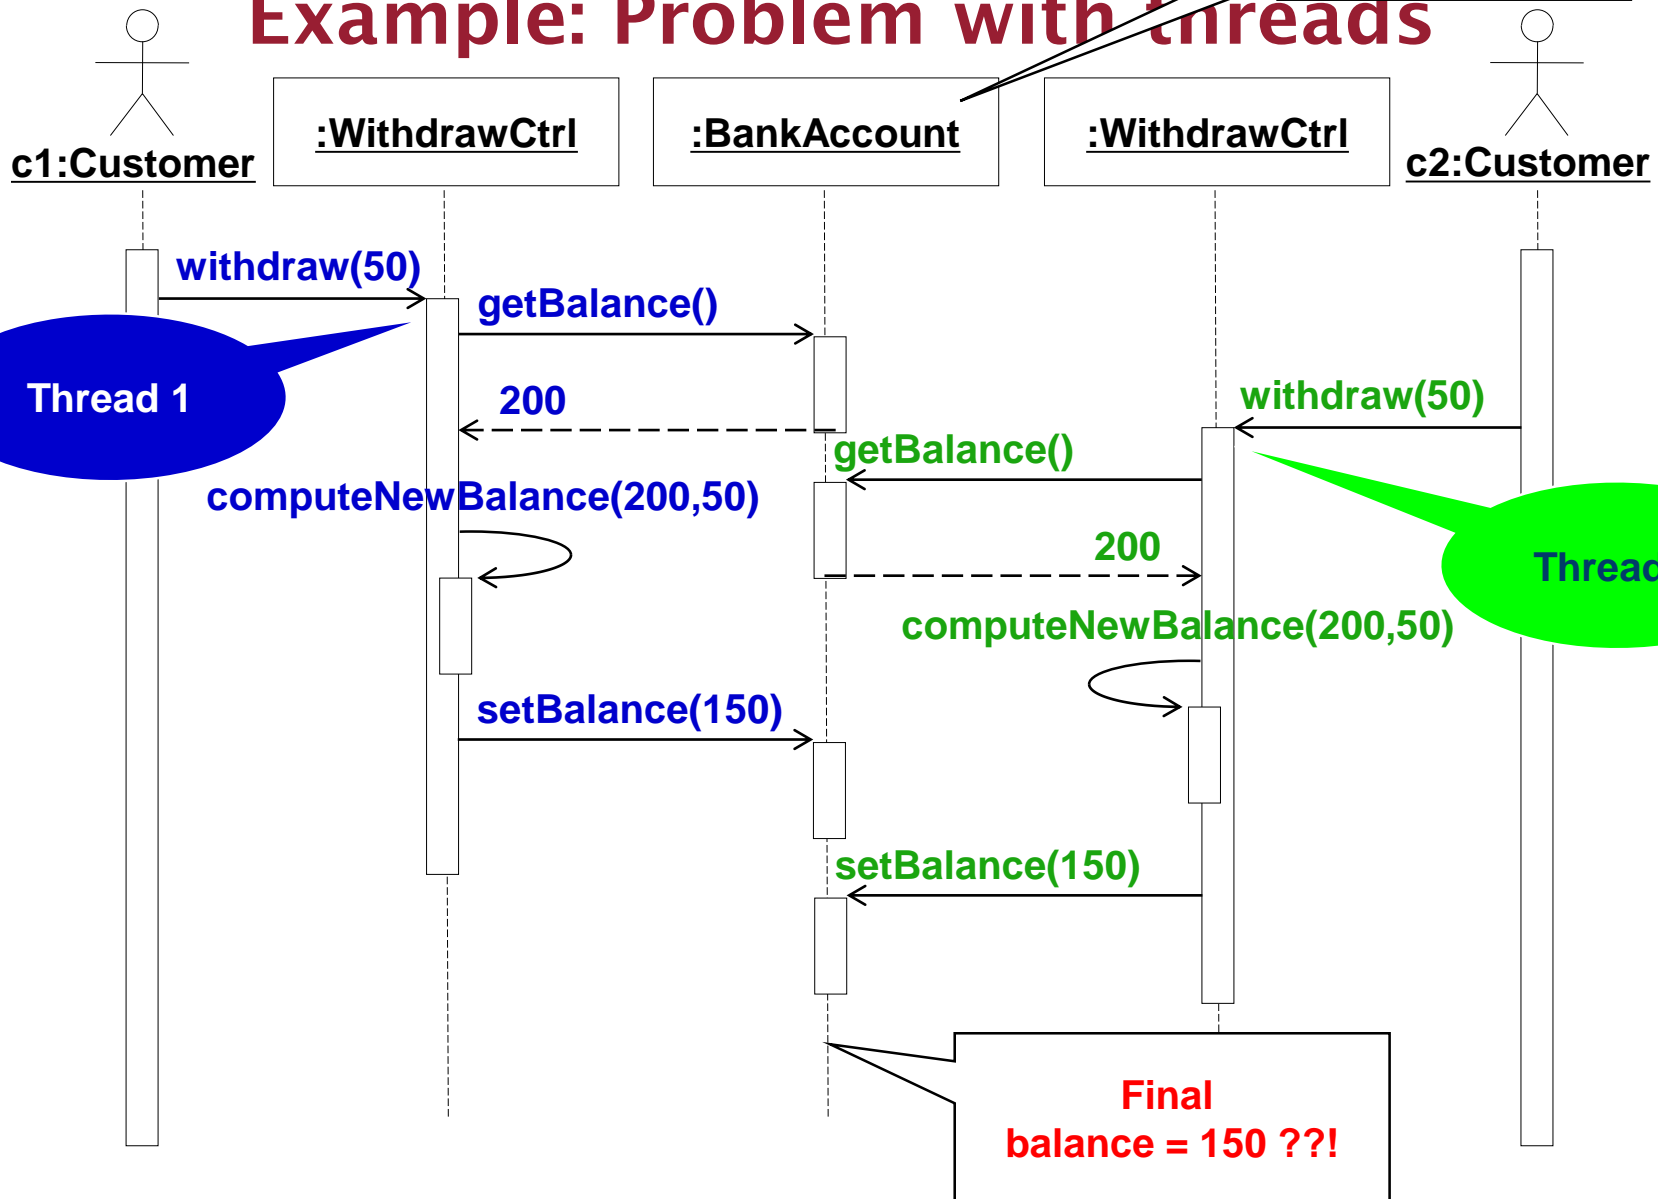 Example: Problem with threads
c1:Customer
:WithdrawCtrl
:BankAccount
:WithdrawCtrl
c2:Customer
withdraw(50)
getBalance()
Thread 1
200
withdraw(50)
getBalance()
computeNewBalance(200,50)
200
Thread
computeNewBalance(200,50)
setBalance(150)
setBalance(150)
Final
balance = 150 ??!